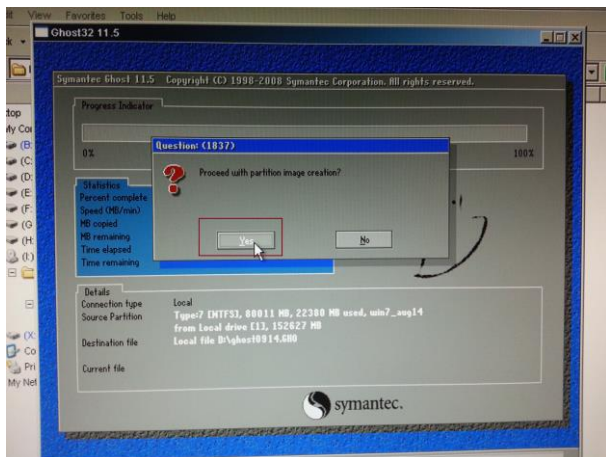 View Favorites Tools Help
Ghost32 11.5
Symantec Ghost 11.5 Copyright (C) 1998-2008 Symantec Corporation. All rights reserved.
Progress Indicator
0%
100%
Question: (1837)
Proceed with partition image creation?
Yes
No
Statistics
Percent complete
Speed (MB/min)
MB copied
MB remaining
Time elapsed
Time remaining
Details
Connection type Local
Source Partition Type:7 [NTFS], 80011 MB, 22380 MB used, win7_aug14
from Local drive [1], 152627 MB
Destination file Local file D:\ghost0914.GHO
Current file
symantec.
(B:
(C:
(D:
(E:
(F:
(G
(H:
(I:)
(X:
Co
Pri
My Net